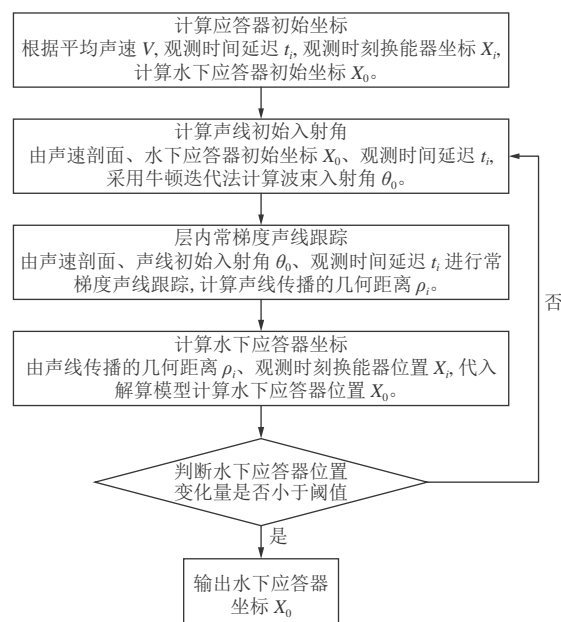 计算应答器初始坐标
根据平均声速 V, 观测时间延迟 tᵢ, 观测时刻换能器坐标 Xᵢ,
计算水下应答器初始坐标 X₀。
计算声线初始入射角
由声速剖面、水下应答器初始坐标 X₀、观测时间延迟 tᵢ,
采用牛顿迭代法计算波束入射角 θ₀。
层内常梯度声线跟踪
由声速剖面、声线初始入射角 θ₀、观测时间延迟 tᵢ 进行常
梯度声线跟踪, 计算声线传播的几何距离 ρᵢ。
否
计算水下应答器坐标
由声线传播的几何距离 ρᵢ、观测时刻换能器位置 Xᵢ, 代入
解算模型计算水下应答器位置 X₀。
判断水下应答器位置
变化量是否小于阈值
是
输出水下应答器
坐标 X₀